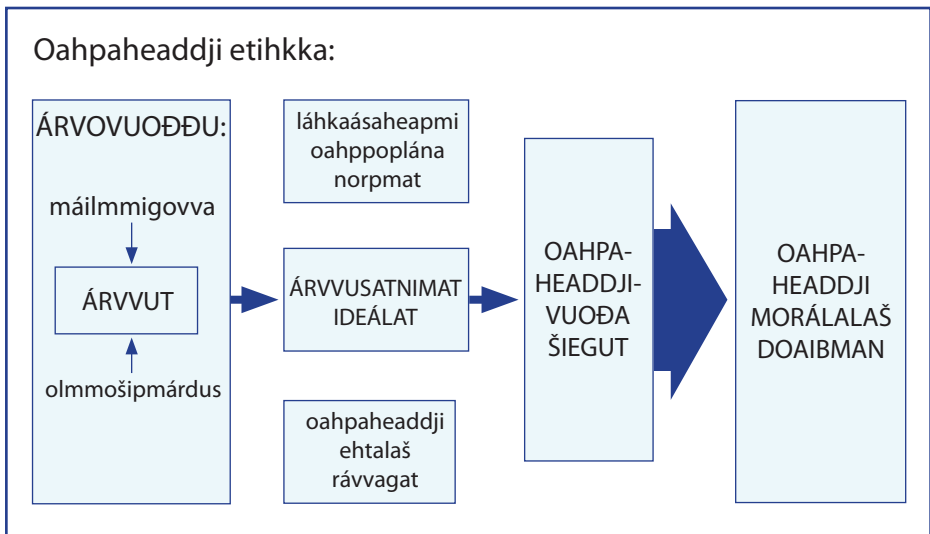 Oahpaheaddji etihkka:
ÁRVOVUOĐĐU:
máilmmigovva
ÁRVVUT
olmmošipmárdus
láhkaásaheapmi
oahppoplána
norpmat
ÁRVVUSATNIMAT
IDEÁLAT
oahpaheaddji
ehtalaš
rávvagat
OAHPA-
HEADDJI-
VUOĐA
ŠIEGUT
OAHPA-
HEADDJI
MORÁLALAŠ
DOAIBMAN